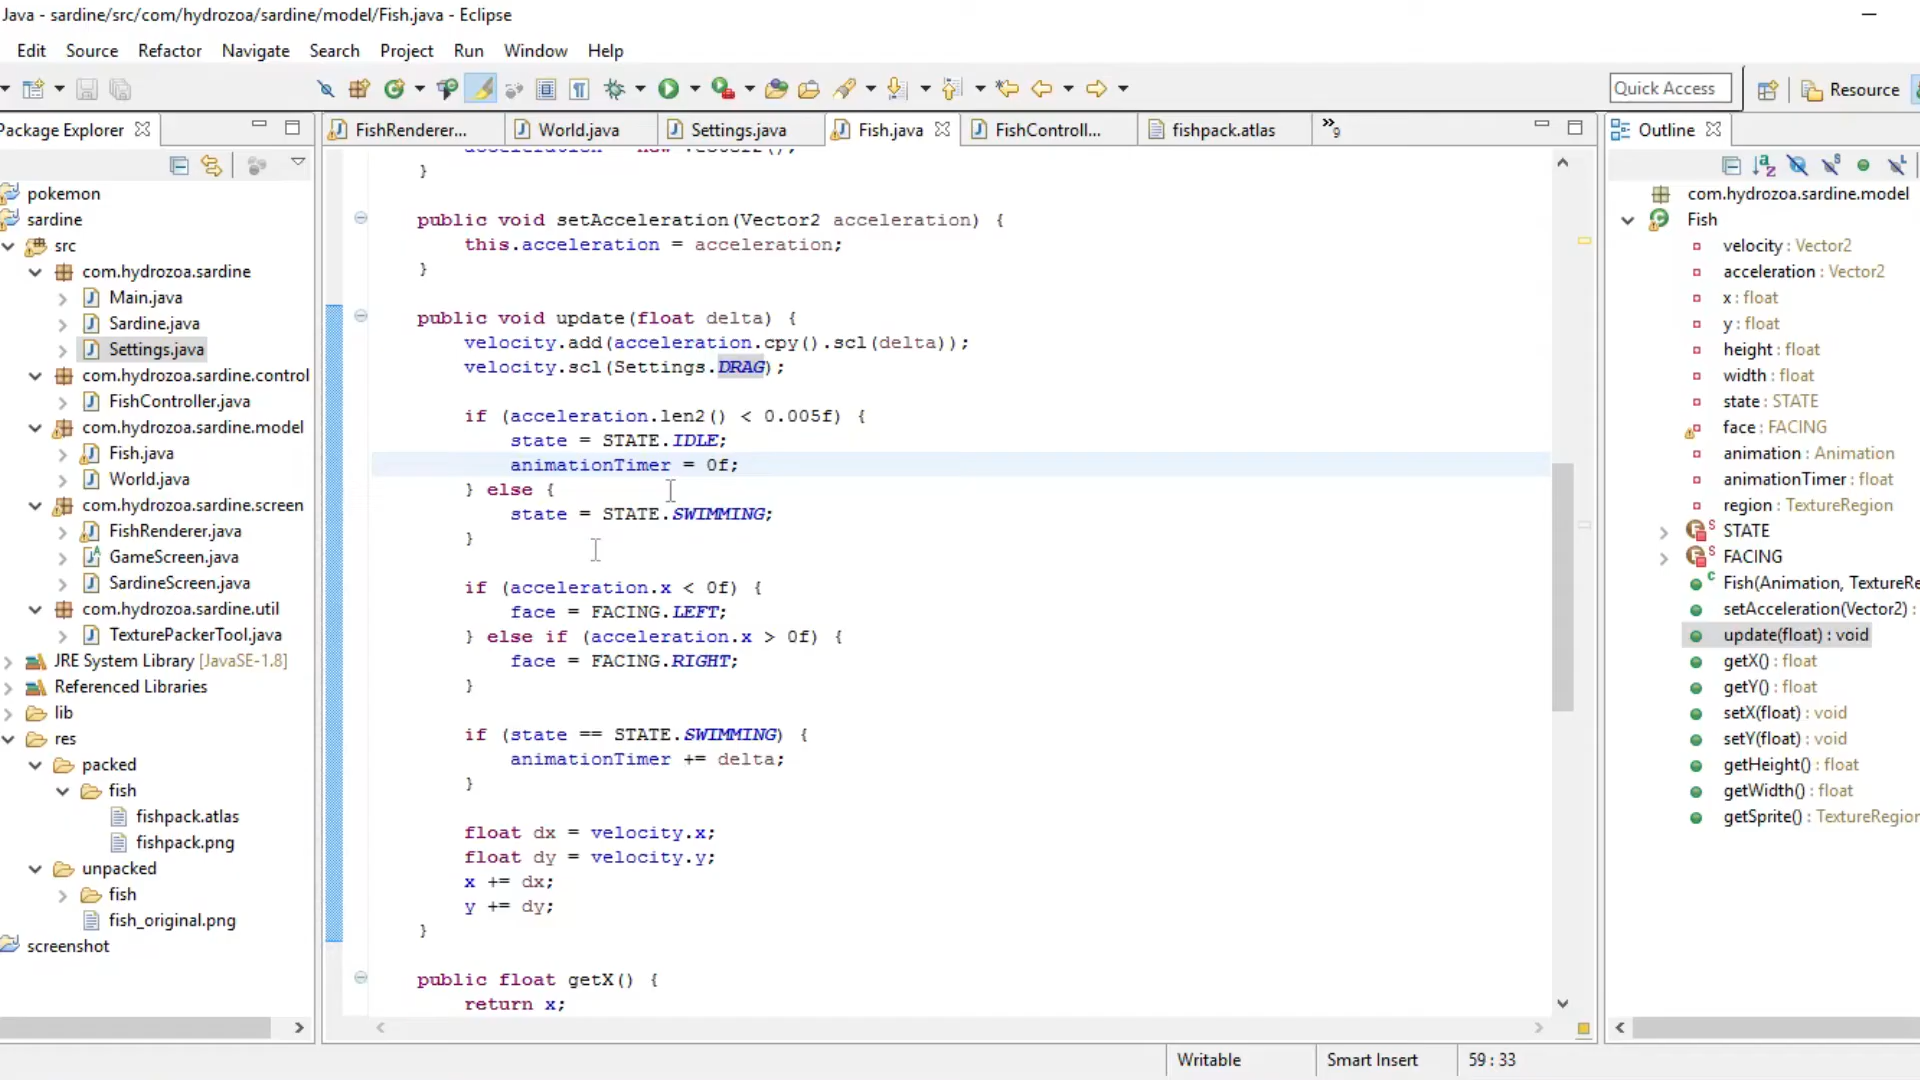 Java - sardine/src/com/hydrozoa/sardine/model/Fish.java - Eclipse
Edit Source Refactor Navigate Search Project Run Window Help
Quick Access
Resource
Package Explorer
FishRenderer...
World.java
Settings.java
Fish.java
FishControll...
fishpack.atlas
»9
Outline
pokemon
sardine
src
com.hydrozoa.sardine
Main.java
Sardine.java
Settings.java
com.hydrozoa.sardine.control
FishController.java
com.hydrozoa.sardine.model
Fish.java
World.java
com.hydrozoa.sardine.screen
FishRenderer.java
GameScreen.java
SardineScreen.java
com.hydrozoa.sardine.util
TexturePackerTool.java
JRE System Library [JavaSE-1.8]
Referenced Libraries
lib
res
packed
fish
fishpack.atlas
fishpack.png
unpacked
fish
fish_original.png
screenshot
}
public void setAcceleration(Vector2 acceleration) {
this.acceleration = acceleration;
}
public void update(float delta) {
velocity.add(acceleration.cpy().scl(delta));
velocity.scl(Settings.DRAG);
if (acceleration.len2() < 0.005f) {
state = STATE.IDLE;
animationTimer = 0f;
} else {
state = STATE.SWIMMING;
}
if (acceleration.x < 0f) {
face = FACING.LEFT;
} else if (acceleration.x > 0f) {
face = FACING.RIGHT;
}
if (state == STATE.SWIMMING) {
animationTimer += delta;
}
float dx = velocity.x;
float dy = velocity.y;
x += dx;
y += dy;
}
public float getX() {
return x;
com.hydrozoa.sardine.model
Fish
velocity : Vector2
acceleration : Vector2
x : float
y : float
height : float
width : float
state : STATE
face : FACING
animation : Animation
animationTimer : float
region : TextureRegion
STATE
FACING
Fish(Animation, TextureRe
setAcceleration(Vector2) :
update(float) : void
getX() : float
getY() : float
setX(float) : void
setY(float) : void
getHeight() : float
getWidth() : float
getSprite() : TextureRegior
Writable
Smart Insert
59 : 33